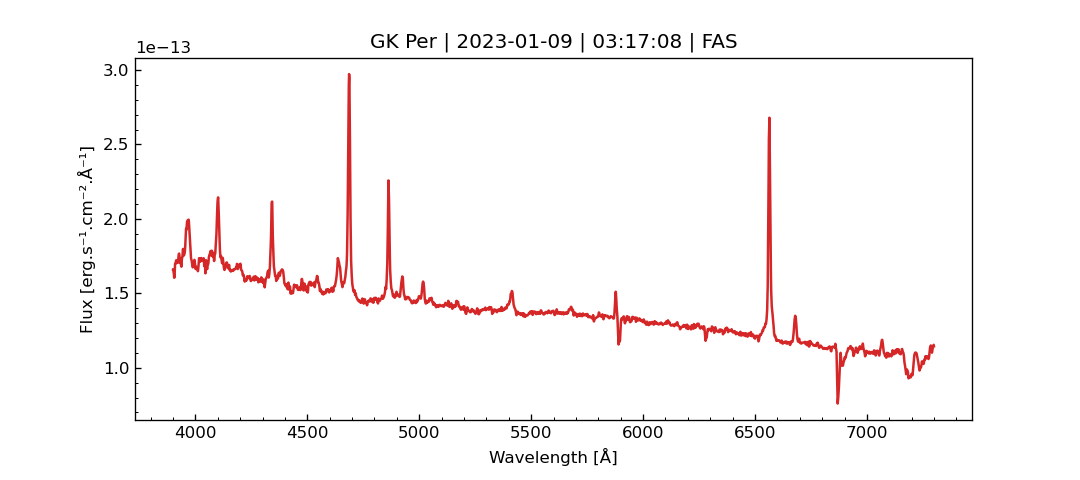 GK Per | 2023-01-09 | 03:17:08 | FAS
1e−13
3.0
2.5
2.0
1.5
1.0
Flux [erg.s⁻¹.cm⁻².Å⁻¹]
4000 4500 5000 5500 6000 6500 7000
Wavelength [Å]